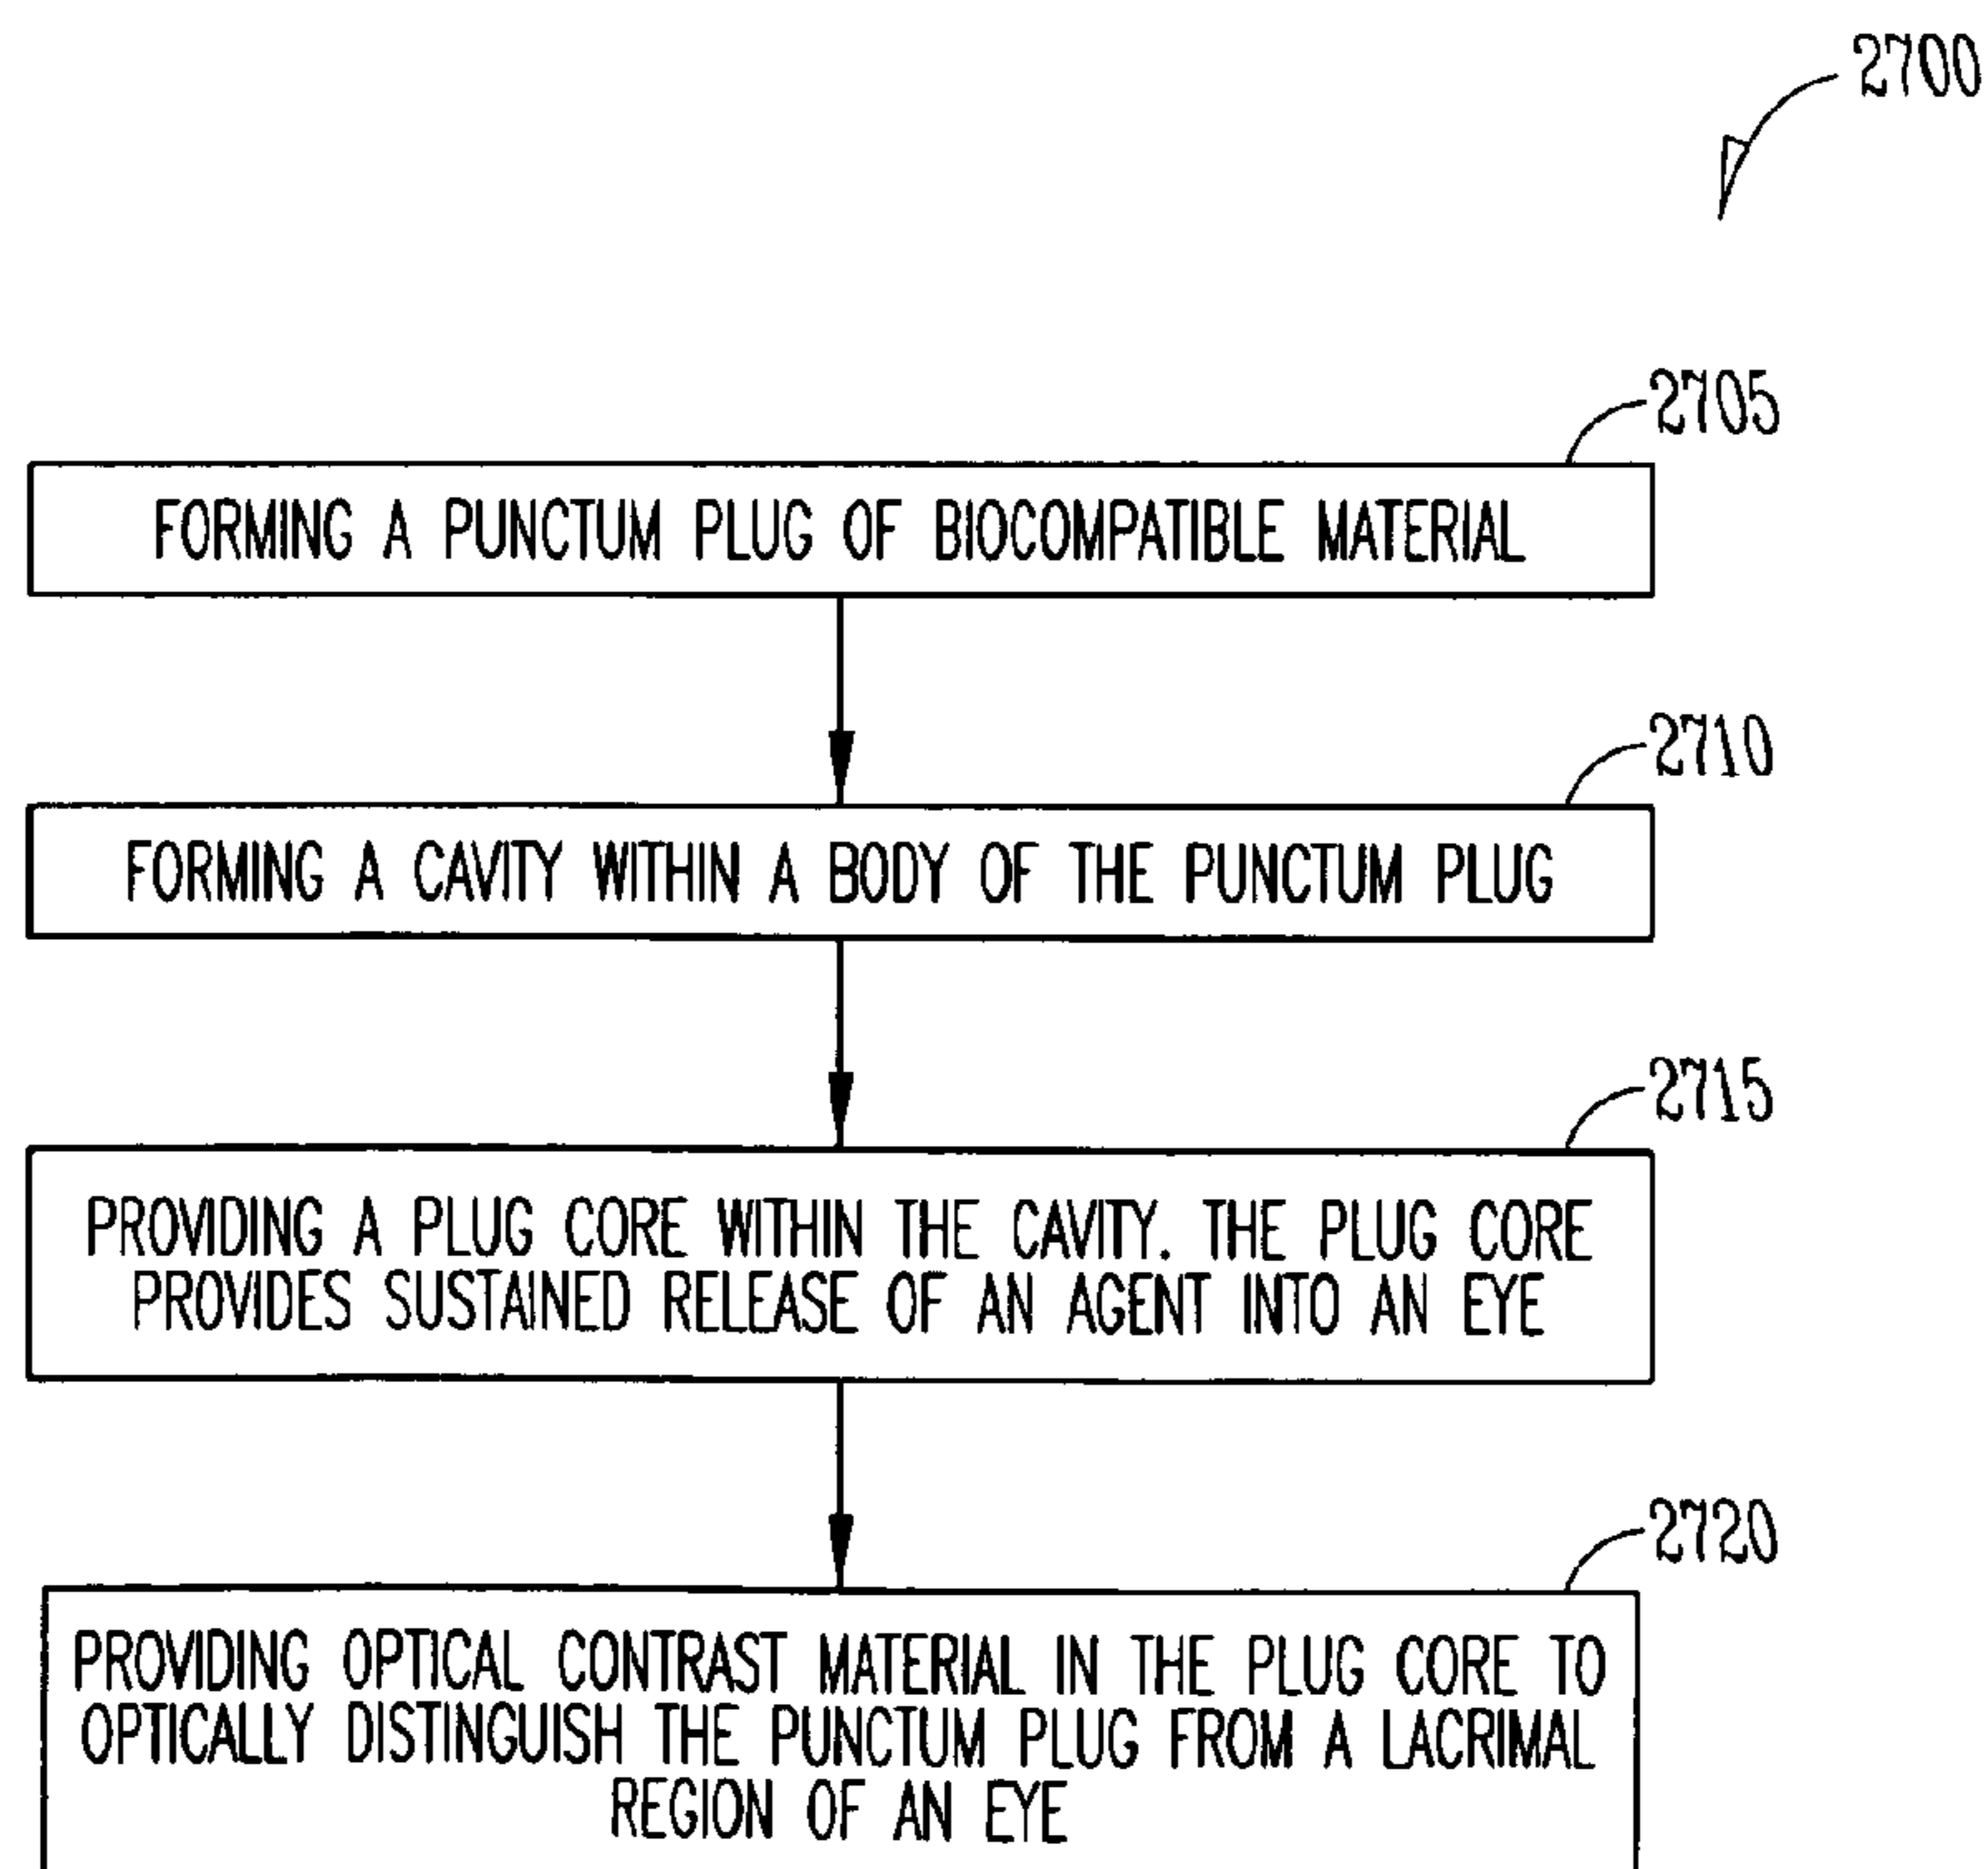 2700
2705
FORMING A PUNCTUM PLUG OF BIOCOMPATIBLE MATERIAL
2710
FORMING A CAVITY WITHIN A BODY OF THE PUNCTUM PLUG
2715
PROVIDING A PLUG CORE WITHIN THE CAVITY. THE PLUG CORE
PROVIDES SUSTAINED RELEASE OF AN AGENT INTO AN EYE
2720
PROVIDING OPTICAL CONTRAST MATERIAL IN THE PLUG CORE TO
OPTICALLY DISTINGUISH THE PUNCTUM PLUG FROM A LACRIMAL
REGION OF AN EYE